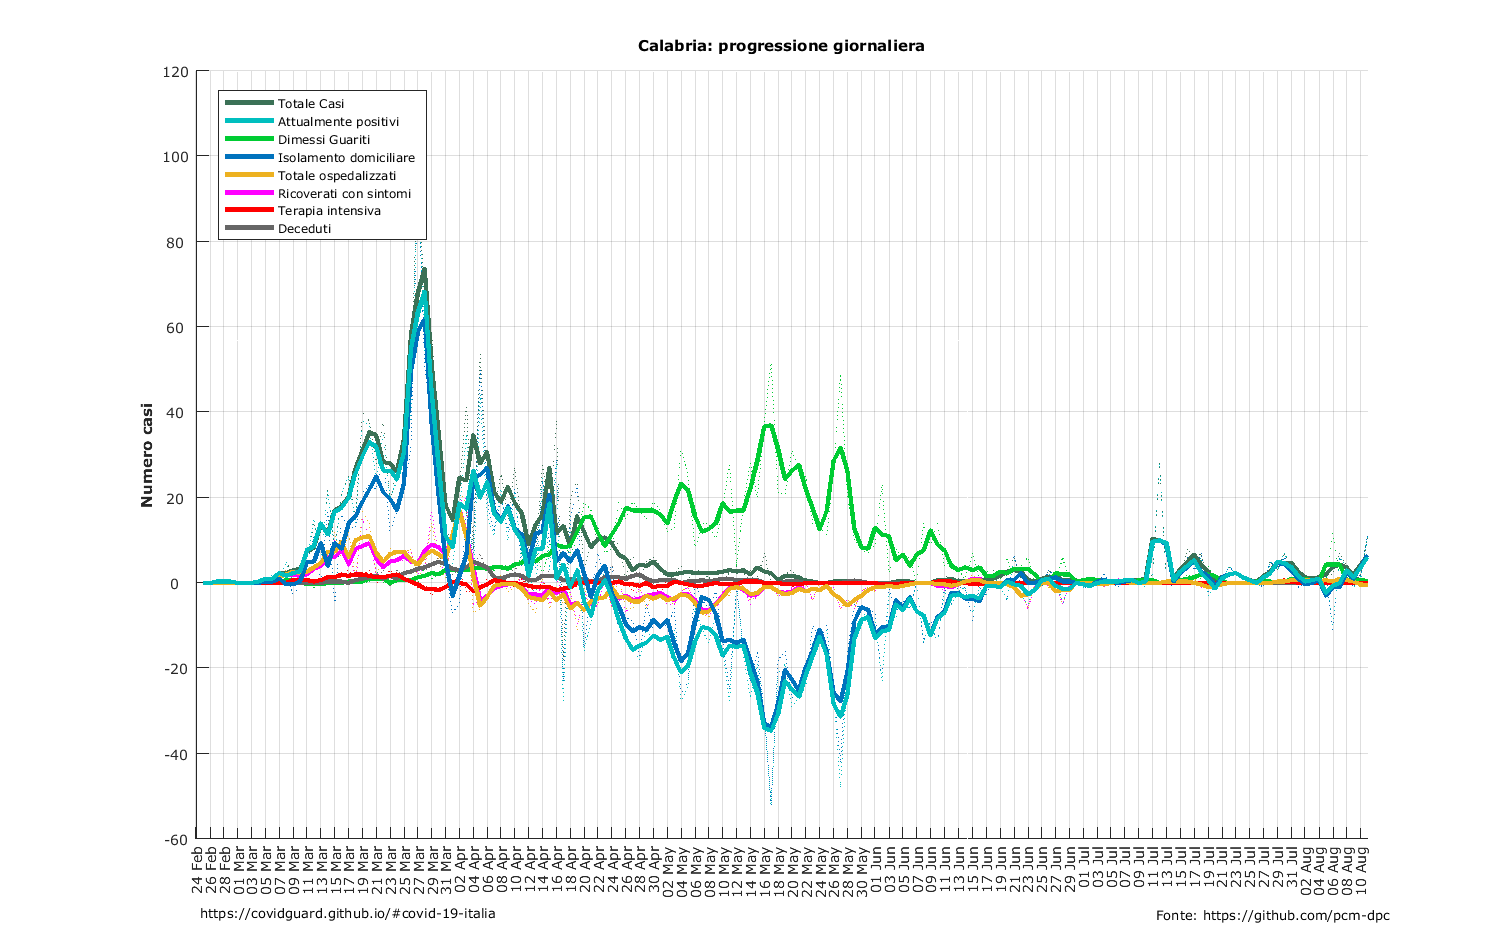 Calabria: progressione giornaliera
120
100
80
60
40
20
0
-20
-40
-60
Numero casi
Totale Casi
Attualmente positivi
Dimessi Guariti
Isolamento domiciliare
Totale ospedalizzati
Ricoverati con sintomi
Terapia intensiva
Deceduti
24 Feb
26 Feb
28 Feb
01 Mar
03 Mar
05 Mar
07 Mar
09 Mar
11 Mar
13 Mar
15 Mar
17 Mar
19 Mar
21 Mar
23 Mar
25 Mar
27 Mar
29 Mar
31 Mar
02 Apr
04 Apr
06 Apr
08 Apr
10 Apr
12 Apr
14 Apr
16 Apr
18 Apr
20 Apr
22 Apr
24 Apr
26 Apr
28 Apr
30 Apr
02 May
04 May
06 May
08 May
10 May
12 May
14 May
16 May
18 May
20 May
22 May
24 May
26 May
28 May
30 May
01 Jun
03 Jun
05 Jun
07 Jun
09 Jun
11 Jun
13 Jun
15 Jun
17 Jun
19 Jun
21 Jun
23 Jun
25 Jun
27 Jun
29 Jun
01 Jul
03 Jul
05 Jul
07 Jul
09 Jul
11 Jul
13 Jul
15 Jul
17 Jul
19 Jul
21 Jul
23 Jul
25 Jul
27 Jul
29 Jul
31 Jul
02 Aug
04 Aug
06 Aug
08 Aug
10 Aug
https://covidguard.github.io/#covid-19-italia
Fonte: https://github.com/pcm-dpc